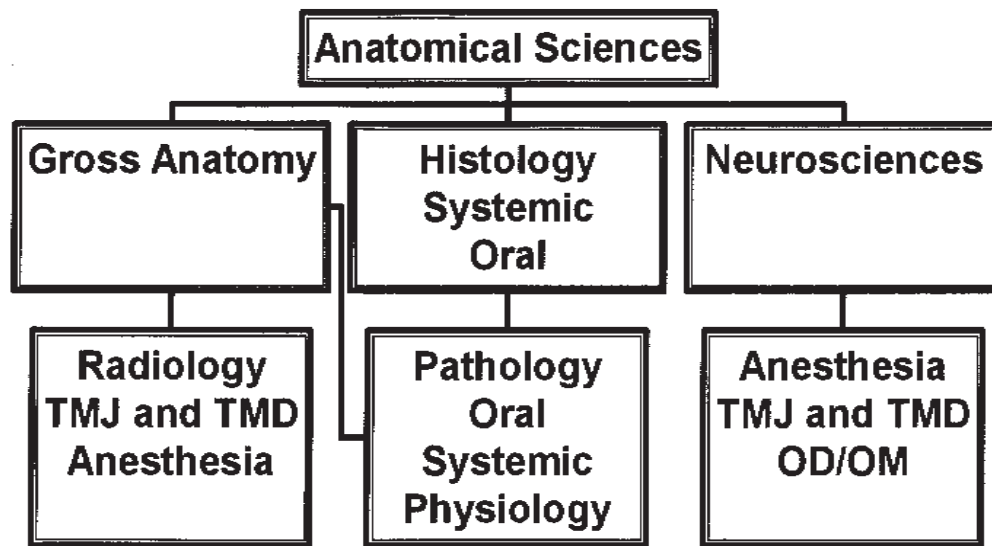 Anatomical Sciences
Gross Anatomy
Histology
Systemic
Oral
Neurosciences
Radiology
TMJ and TMD
Anesthesia
Pathology
Oral
Systemic
Physiology
Anesthesia
TMJ and TMD
OD/OM